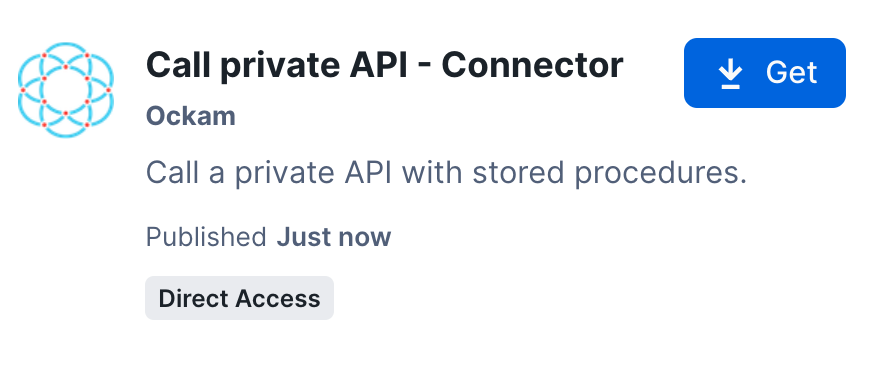 Call private API - Connector
Get
Ockam
Call a private API with stored procedures.
Published Just now
Direct Access